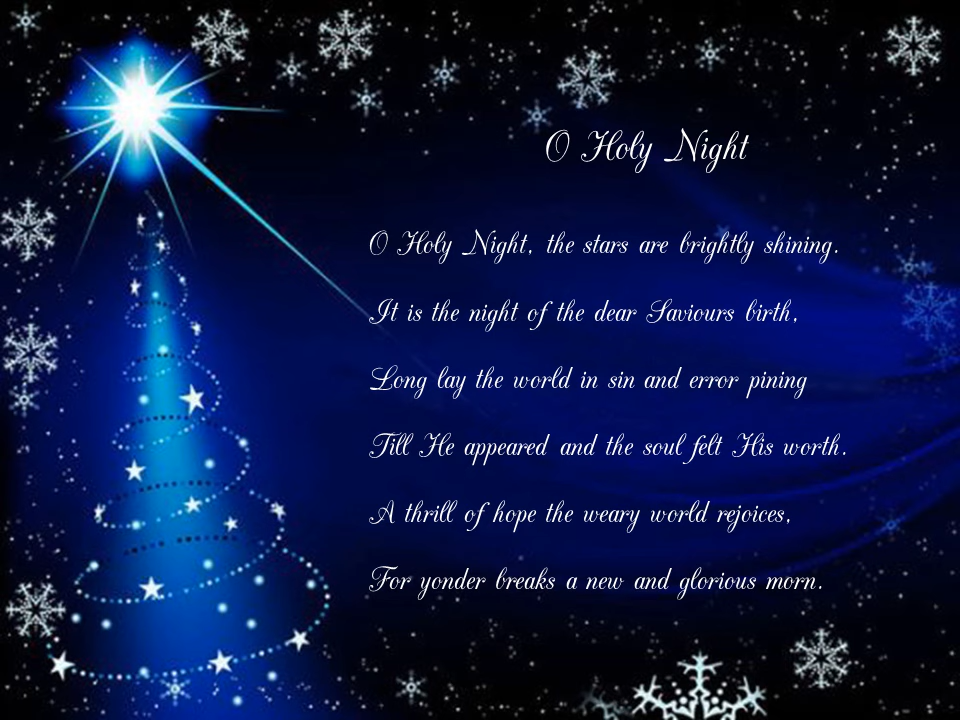 O Holy Night
O Holy Night, the stars are brightly shining.
It is the night of the dear Saviours birth,
Long lay the world in sin and error pining
Till He appeared and the soul felt His worth.
A thrill of hope the weary world rejoices,
For yonder breaks a new and glorious morn.